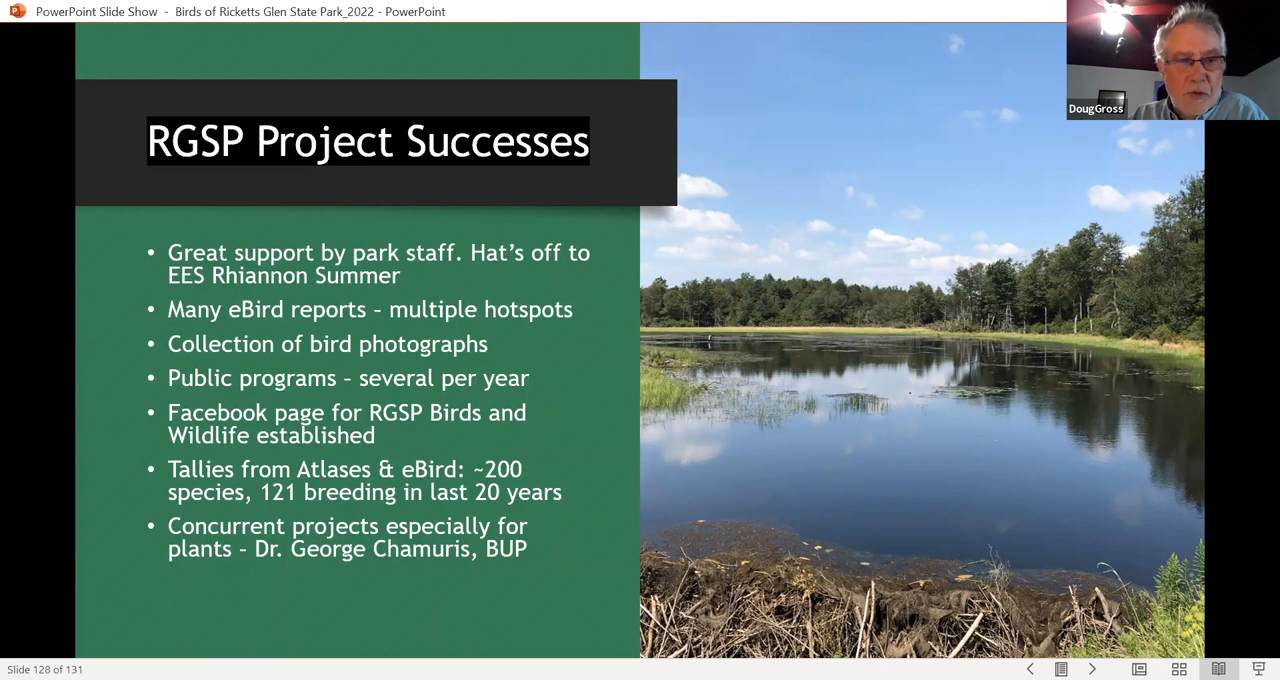 PowerPoint Slide Show - Birds of Ricketts Glen State Park_2022 - PowerPoint
DougGross
RGSP Project Successes
• Great support by park staff. Hat's off to
EES Rhiannon Summer
• Many eBird reports – multiple hotspots
• Collection of bird photographs
• Public programs – several per year
• Facebook page for RGSP Birds and
Wildlife established
• Tallies from Atlases & eBird: ~200
species, 121 breeding in last 20 years
• Concurrent projects especially for
plants – Dr. George Chamuris, BUP
Slide 128 of 131